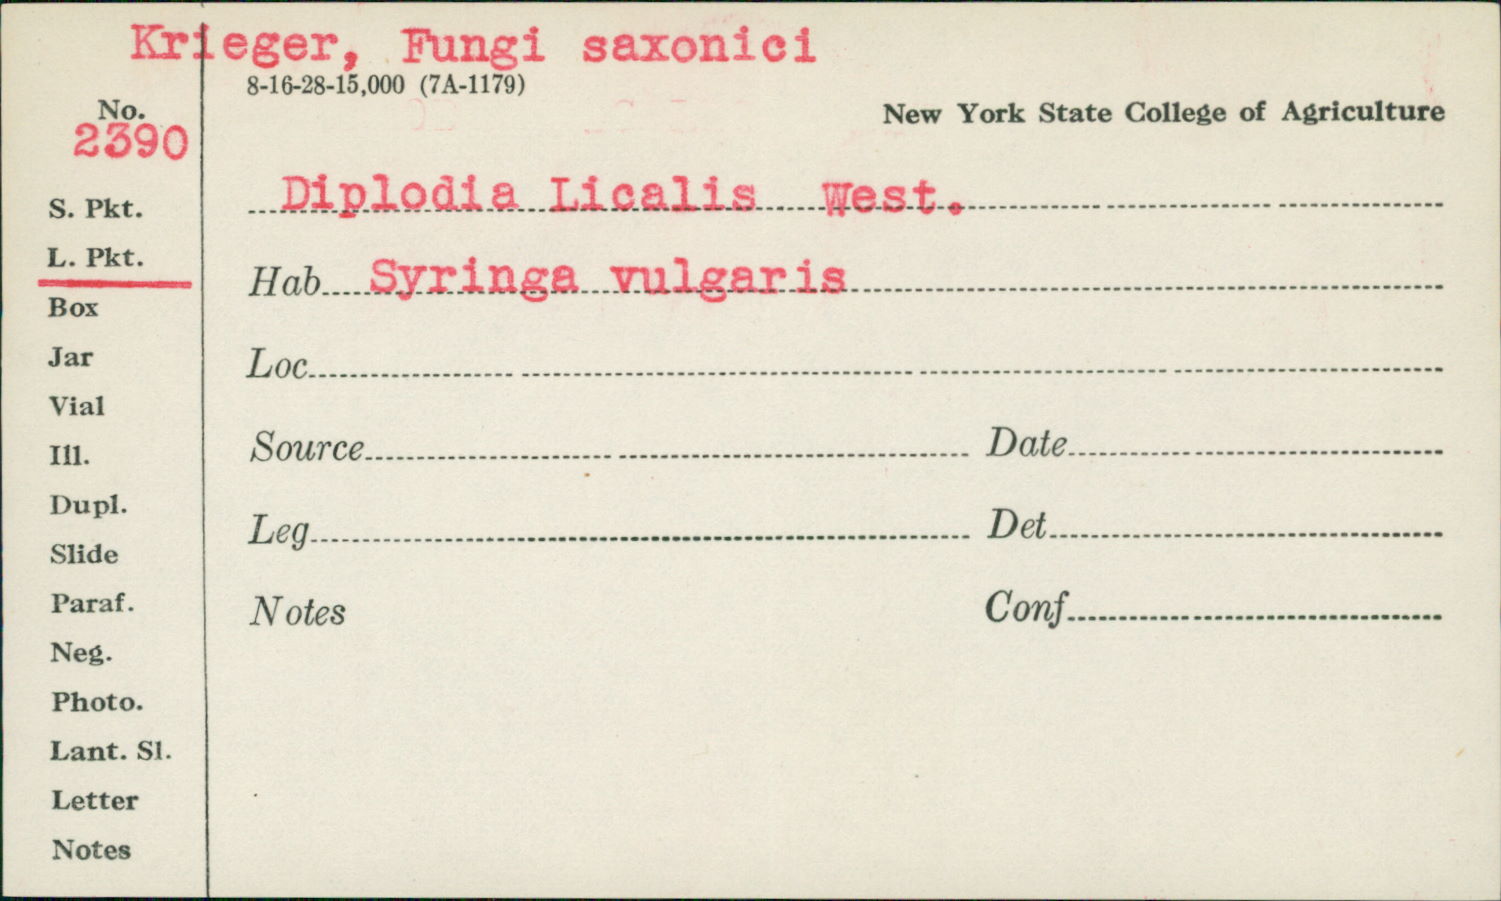 Krieger, Fungi saxonici
8-16-28-15,000 (7A-1179)
New York State College of Agriculture
No.
2390
S. Pkt.
L. Pkt.
Box
Jar
Vial
Ill.
Dupl.
Slide
Paraf.
Neg.
Photo.
Lant. Sl.
Letter
Notes
Diplodia Licalis West.
Hab Syringa vulgaris
Loc
Source Date
Leg Det
Notes Conf